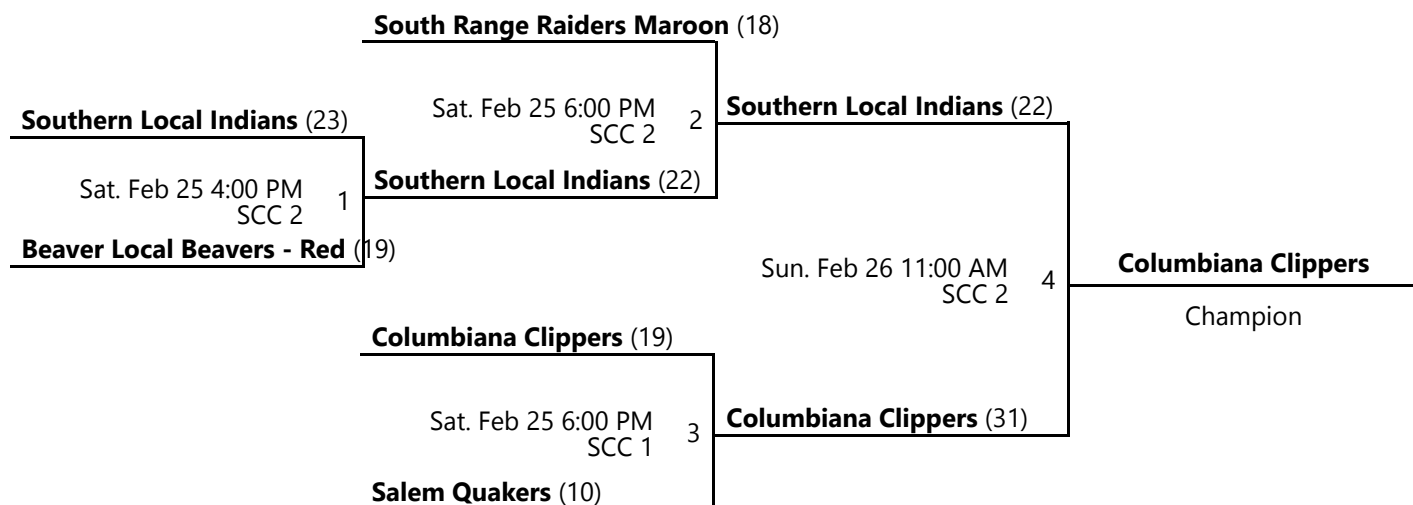 South Range Raiders Maroon (18)
Sat. Feb 25 6:00 PM
SCC 2
2
Southern Local Indians (23)
Southern Local Indians (22)
Sat. Feb 25 4:00 PM
SCC 2
1
Southern Local Indians (22)
Beaver Local Beavers - Red (19)
Sun. Feb 26 11:00 AM
SCC 2
4
Columbiana Clippers
Champion
Columbiana Clippers (19)
Sat. Feb 25 6:00 PM
SCC 1
3
Columbiana Clippers (31)
Salem Quakers (10)